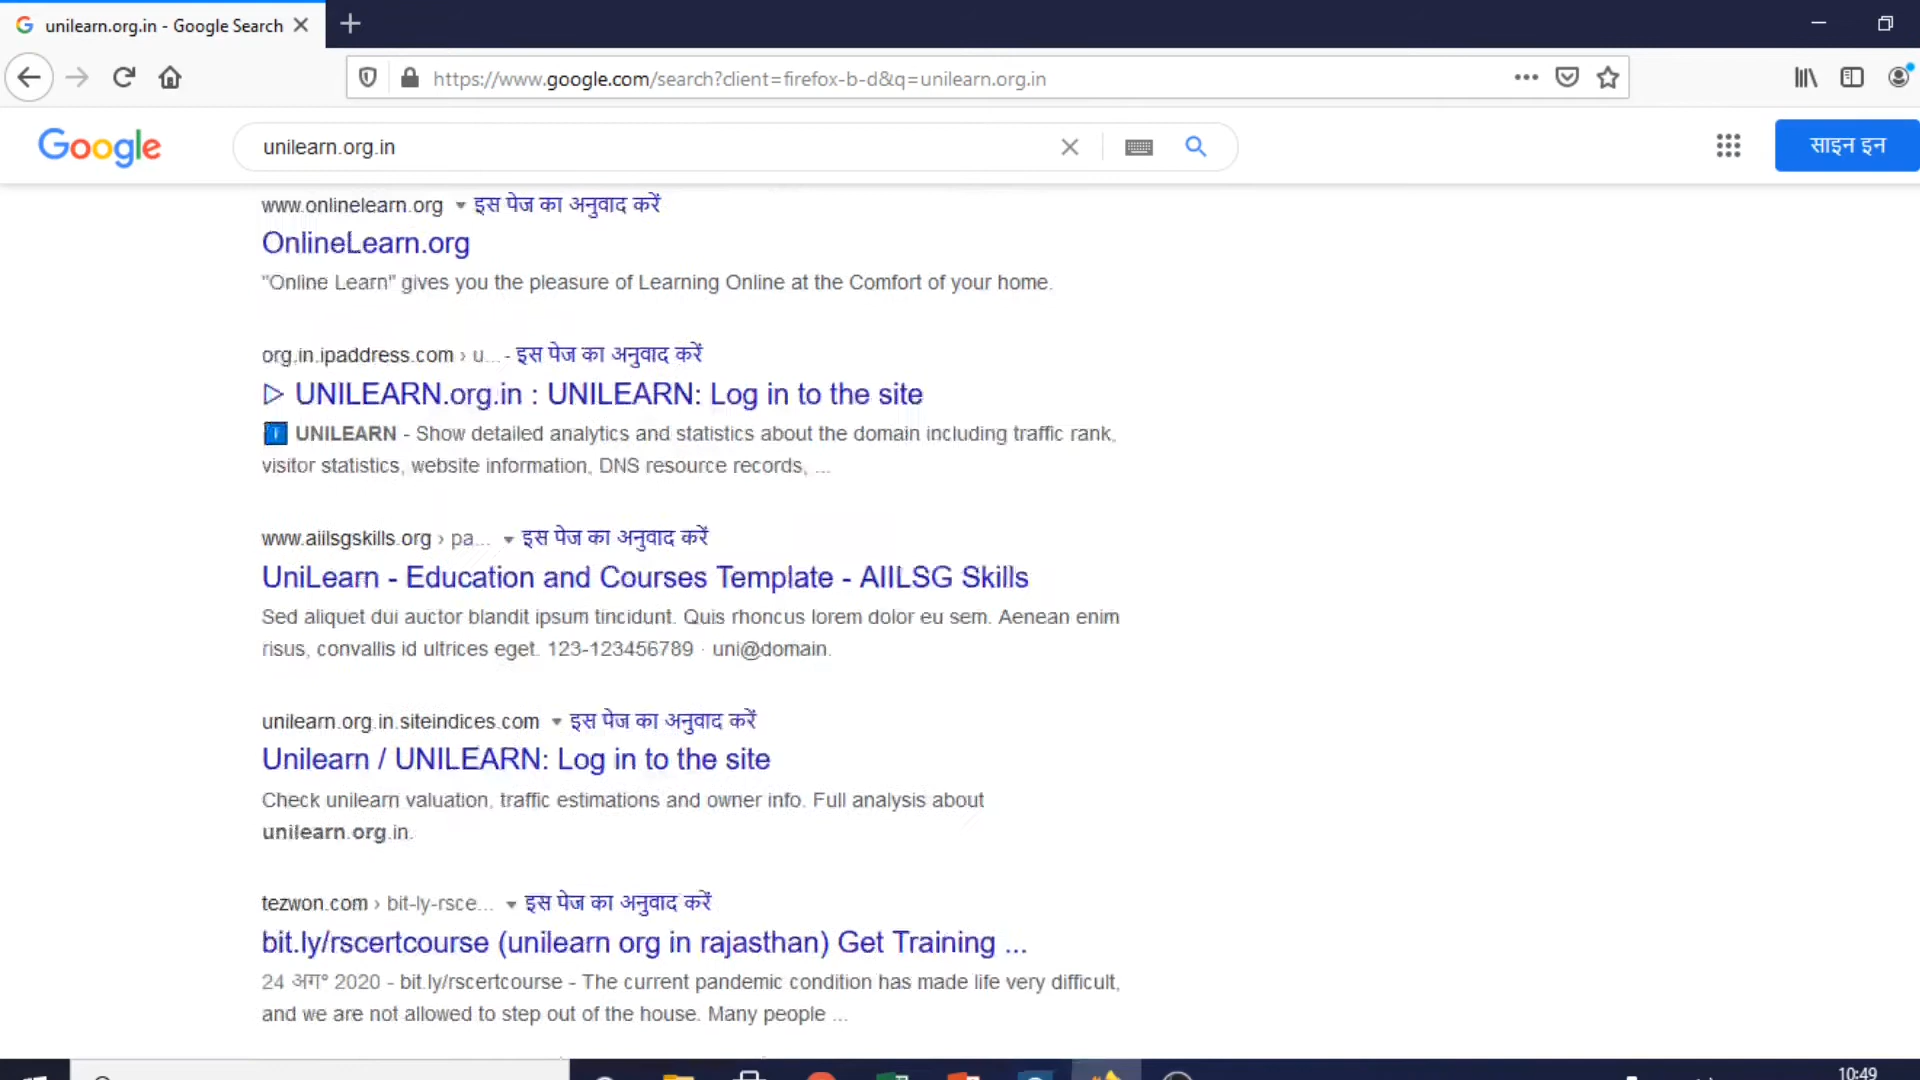 unilearn.org.in - Google Search
https://www.google.com/search?client=firefox-b-d&q=unilearn.org.in
Google
unilearn.org.in
साइन इन
www.onlinelearn.org इस पेज का अनुवाद करें
OnlineLearn.org
"Online Learn" gives you the pleasure of Learning Online at the Comfort of your home.
org.in.ipaddress.com › u... - इस पेज का अनुवाद करें
▷ UNILEARN.org.in : UNILEARN: Log in to the site
i UNILEARN - Show detailed analytics and statistics about the domain including traffic rank,
visitor statistics, website information, DNS resource records, ...
www.aiilsgskills.org › pa... इस पेज का अनुवाद करें
UniLearn - Education and Courses Template - AIILSG Skills
Sed aliquet dui auctor blandit ipsum tincidunt. Quis rhoncus lorem dolor eu sem. Aenean enim
risus, convallis id ultrices eget. 123-123456789 · uni@domain.
unilearn.org.in.siteindices.com इस पेज का अनुवाद करें
Unilearn / UNILEARN: Log in to the site
Check unilearn valuation, traffic estimations and owner info. Full analysis about
unilearn.org.in.
tezwon.com › bit-ly-rsce... इस पेज का अनुवाद करें
bit.ly/rscertcourse (unilearn org in rajasthan) Get Training ...
24 अग॰ 2020 - bit.ly/rscertcourse - The current pandemic condition has made life very difficult,
and we are not allowed to step out of the house. Many people ...
10:49